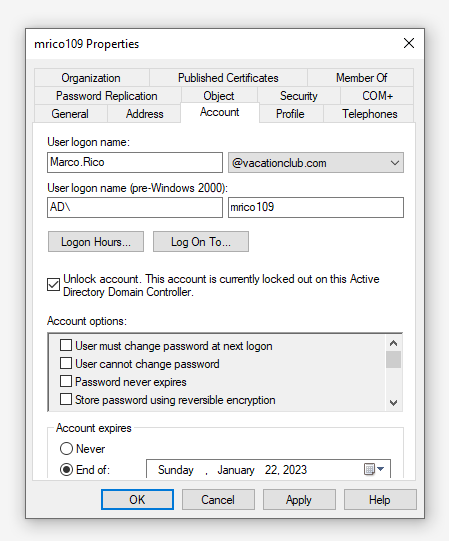 mrico109 Properties
Organization Published Certificates Member Of
Password Replication Object Security COM+
General Address Account Profile Telephones
User logon name:
Marco.Rico @vacationclub.com
User logon name (pre-Windows 2000):
AD\ mrico109
Logon Hours... Log On To...
Unlock account. This account is currently locked out on this Active
Directory Domain Controller.
Account options:
User must change password at next logon
User cannot change password
Password never expires
Store password using reversible encryption
Account expires
Never
End of: Sunday , January 22, 2023
OK Cancel Apply Help